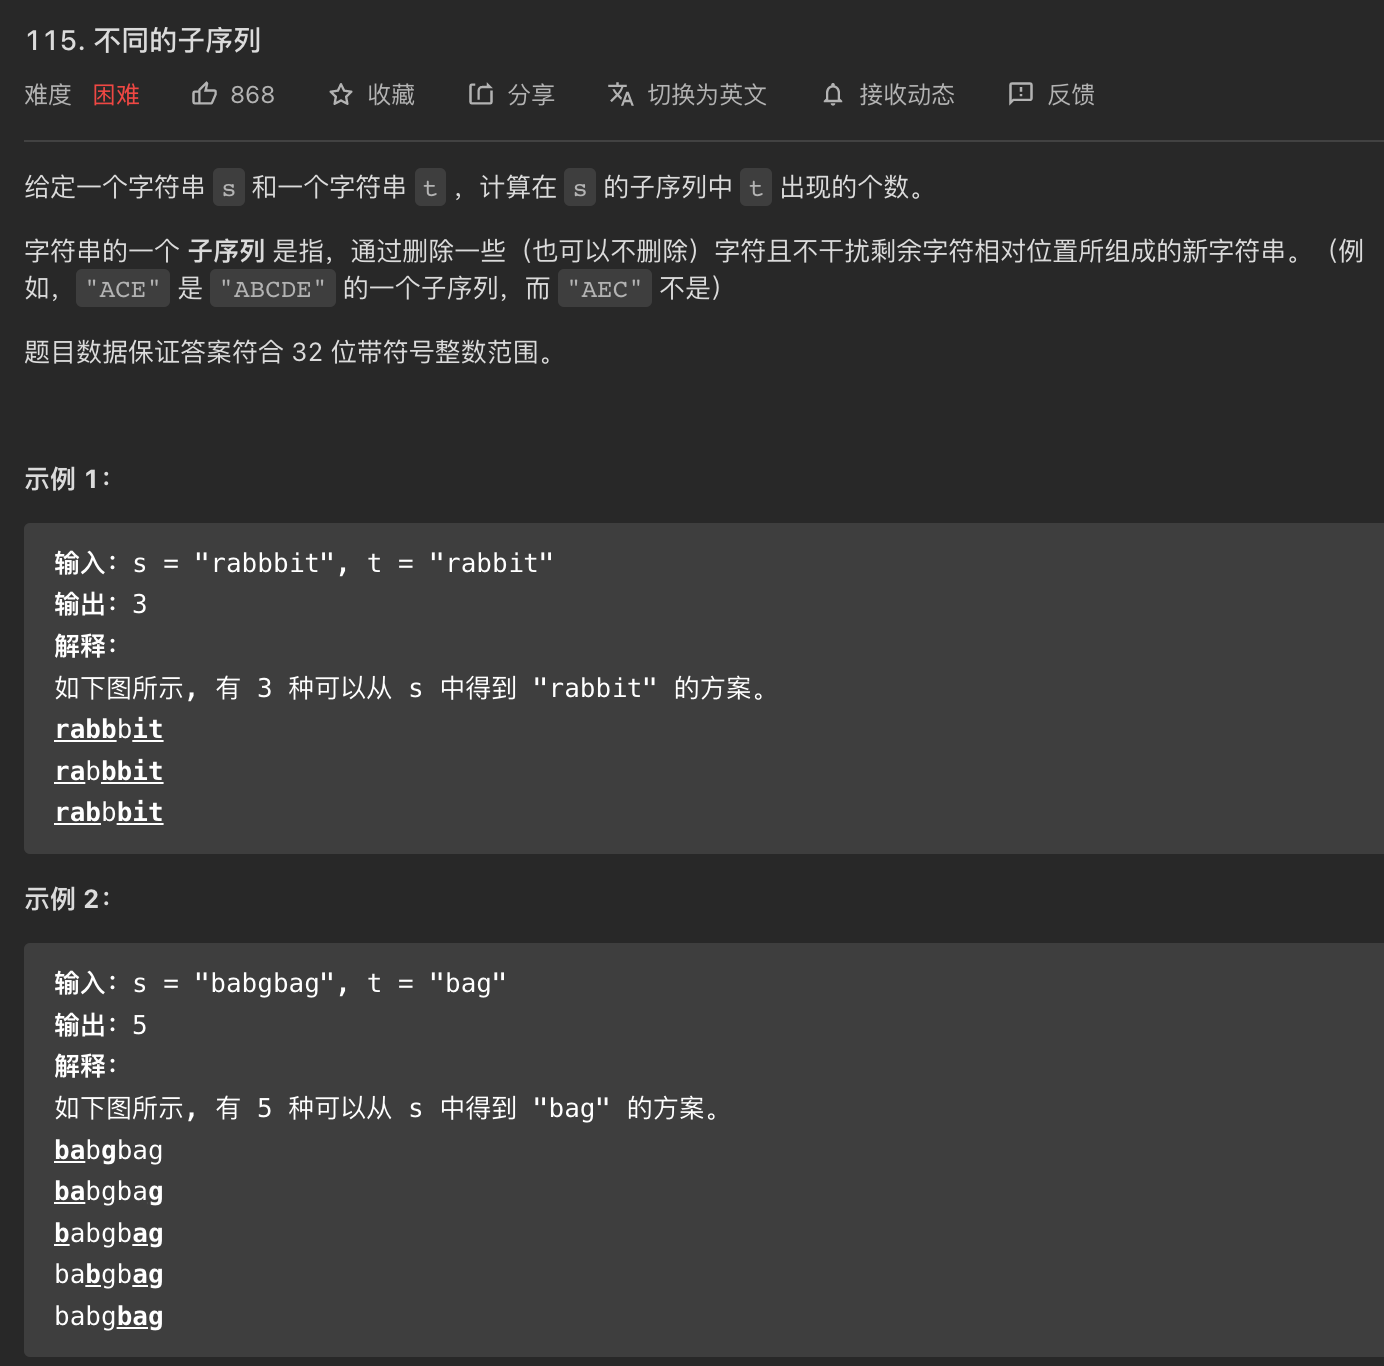 115. 不同的子序列
难度 困难 868 收藏 分享 切换为英文 接收动态 反馈
给定一个字符串 s 和一个字符串 t ，计算在 s 的子序列中 t 出现的个数。
字符串的一个 子序列 是指，通过删除一些（也可以不删除）字符且不干扰剩余字符相对位置所组成的新字符串。（例
如，"ACE" 是 "ABCDE" 的一个子序列，而 "AEC" 不是）
题目数据保证答案符合 32 位带符号整数范围。
示例 1：
输入：s = "rabbbit", t = "rabbit"
输出：3
解释：
如下图所示, 有 3 种可以从 s 中得到 "rabbit" 的方案。
rabbbit
rabbbit
rabbbit
示例 2：
输入：s = "babgbag", t = "bag"
输出：5
解释：
如下图所示, 有 5 种可以从 s 中得到 "bag" 的方案。
babgbag
babgbag
babgbag
babgbag
babgbag